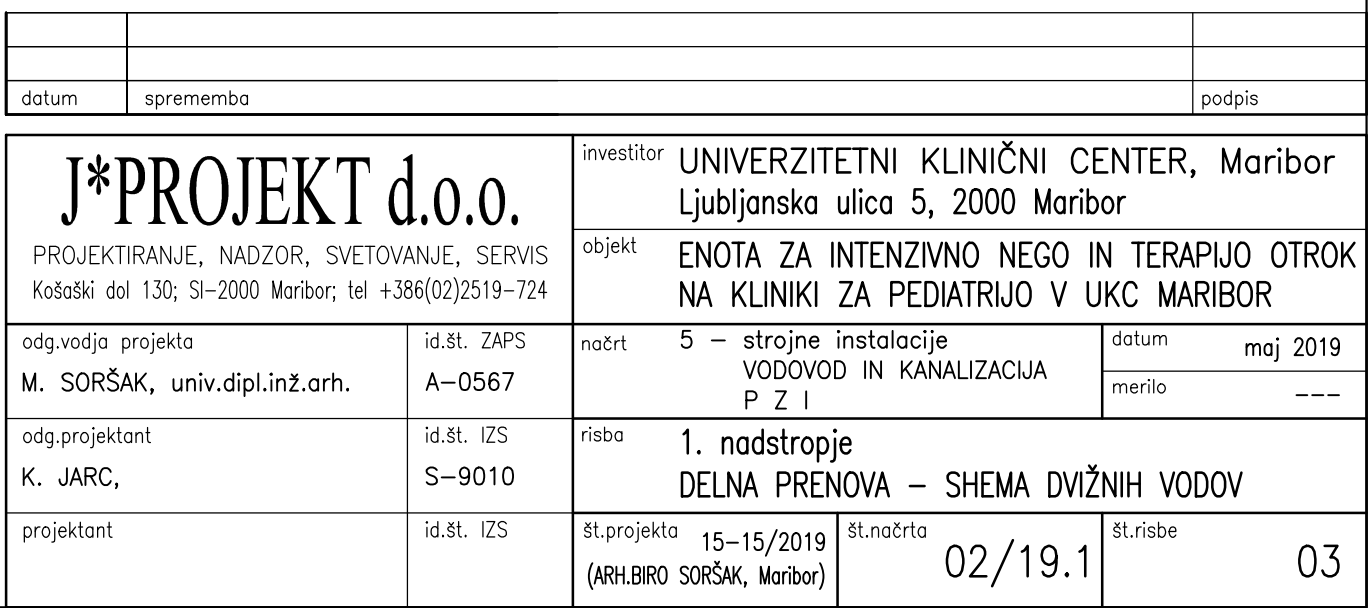 datum sprememba podpis
J*PROJEKT d.o.o.
PROJEKTIRANJE, NADZOR, SVETOVANJE, SERVIS
Košaški dol 130; SI-2000 Maribor; tel +386(02)2519-724
investitor UNIVERZITETNI KLINIČNI CENTER, Maribor
Ljubljanska ulica 5, 2000 Maribor
objekt ENOTA ZA INTENZIVNO NEGO IN TERAPIJO OTROK
NA KLINIKI ZA PEDIATRIJO V UKC MARIBOR
odg.vodja projekta id.št. ZAPS
M. SORŠAK, univ.dipl.inž.arh. A-0567
načrt 5 - strojne instalacije
VODOVOD IN KANALIZACIJA
P Z I
datum maj 2019
merilo ---
odg.projektant id.št. IZS
K. JARC, S-9010
risba 1. nadstropje
DELNA PRENOVA - SHEMA DVIŽNIH VODOV
projektant id.št. IZS
št.projekta 15-15/2019
(ARH.BIRO SORŠAK, Maribor)
št.načrta 02/19.1
št.risbe 03